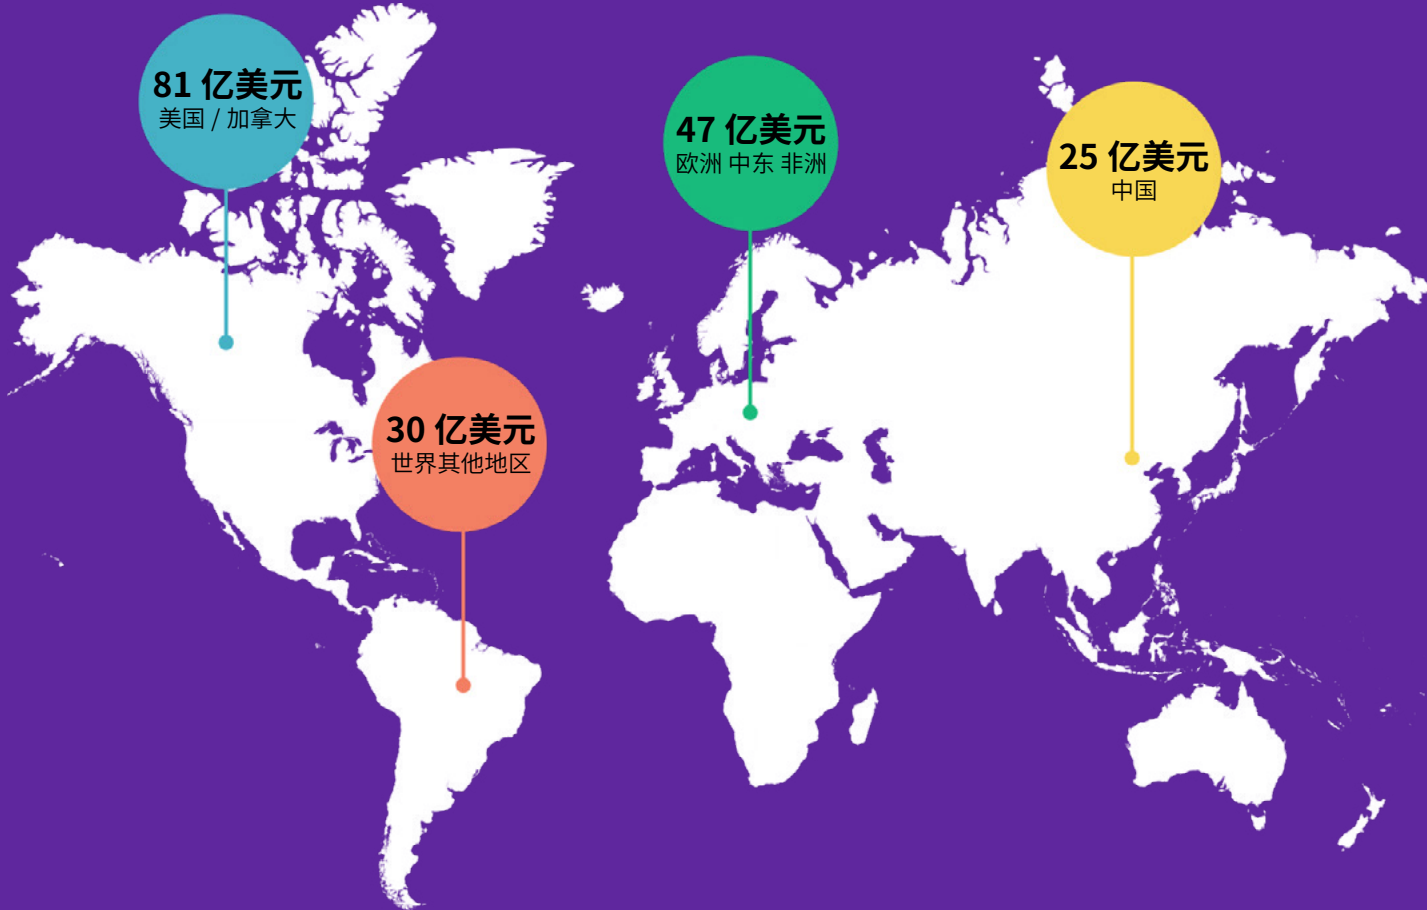 81 亿美元
美国 / 加拿大
47 亿美元
欧洲 中东 非洲
25 亿美元
中国
30 亿美元
世界其他地区